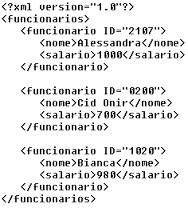 <?xml version="1.0"?>
<funcionarios>
<funcionario ID="2107">
<nome>Alessandra</nome>
<salario>1000</salario>
</funcionario>
<funcionario ID="0200">
<nome>Cid Onir</nome>
<salario>700</salario>
</funcionario>
<funcionario ID="1020">
<nome>Bianca</nome>
<salario>980</salario>
</funcionario>
</funcionarios>